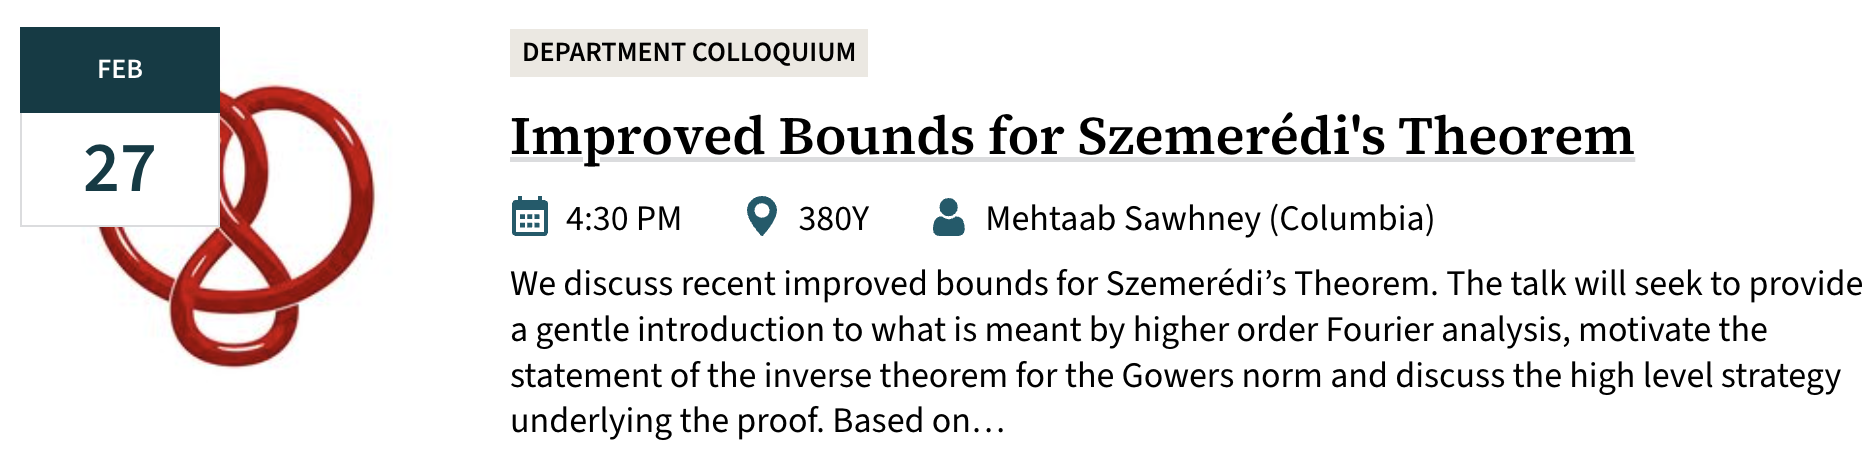 FEB
27
DEPARTMENT COLLOQUIUM
Improved Bounds for Szemerédi's Theorem
4:30 PM 380Y Mehtaab Sawhney (Columbia)
We discuss recent improved bounds for Szemerédi’s Theorem. The talk will seek to provide
a gentle introduction to what is meant by higher order Fourier analysis, motivate the
statement of the inverse theorem for the Gowers norm and discuss the high level strategy
underlying the proof. Based on…